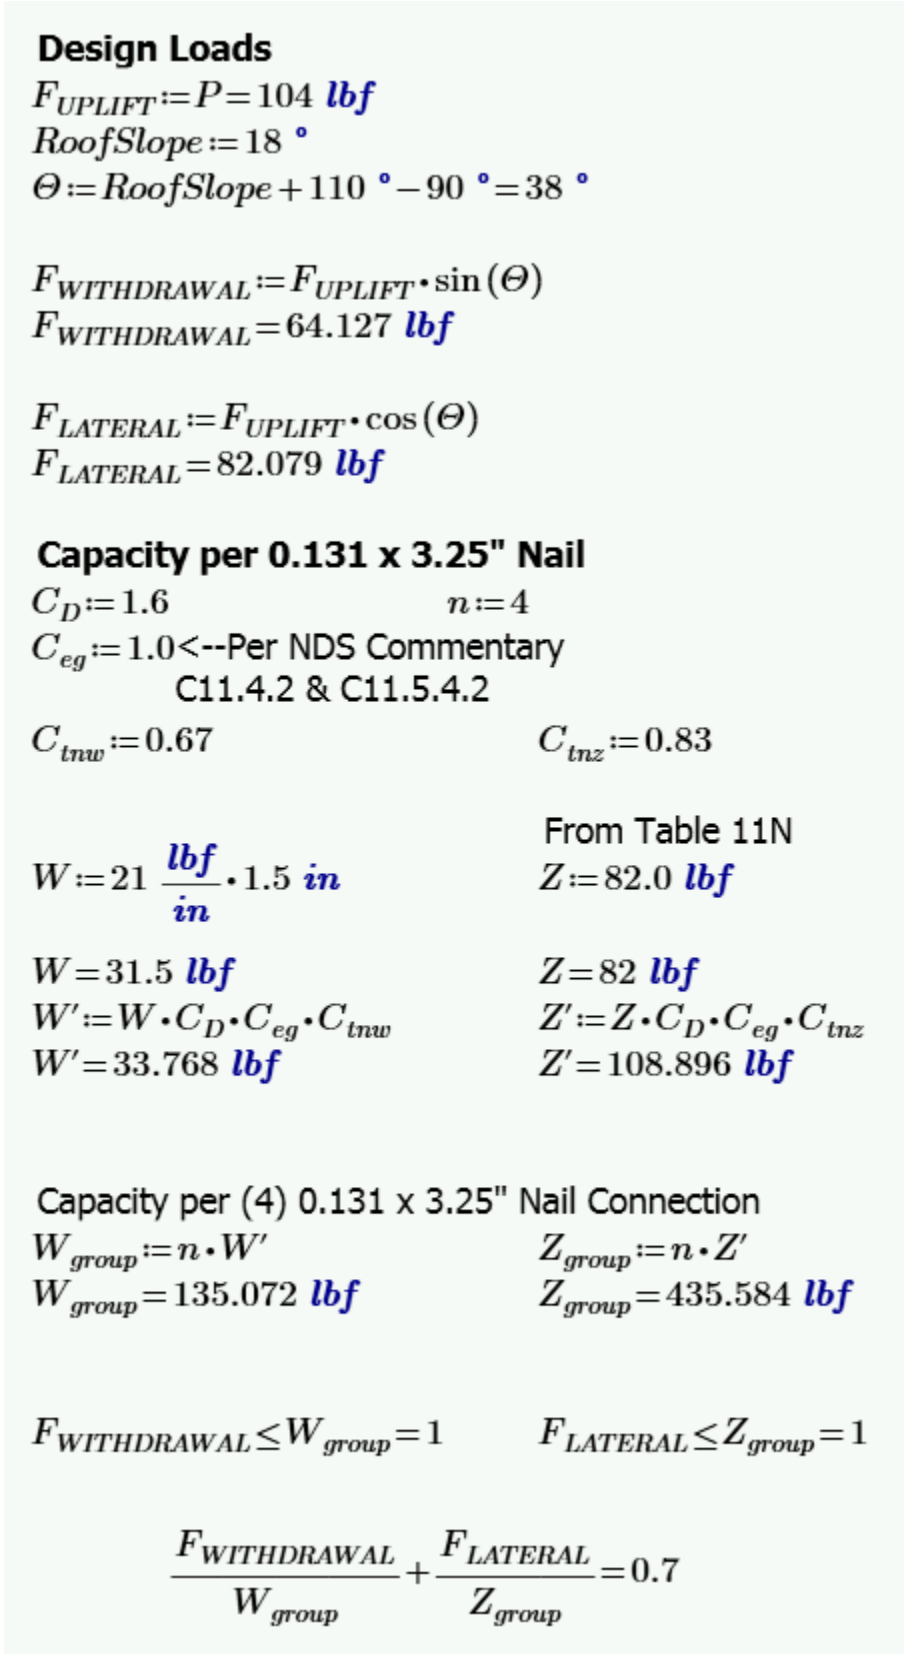 Design Loads
F_UPLIFT := P = 104 lbf
RoofSlope := 18 °
Θ := RoofSlope + 110 ° − 90 ° = 38 °
F_WITHDRAWAL := F_UPLIFT • sin(Θ)
F_WITHDRAWAL = 64.127 lbf
F_LATERAL := F_UPLIFT • cos(Θ)
F_LATERAL = 82.079 lbf
Capacity per 0.131 x 3.25" Nail
C_D := 1.6 n := 4
C_eg := 1.0<--Per NDS Commentary
C11.4.2 & C11.5.4.2
C_tnw := 0.67 C_tnz := 0.83
From Table 11N
W := 21 lbf/in • 1.5 in Z := 82.0 lbf
W = 31.5 lbf Z = 82 lbf
W' := W • C_D • C_eg • C_tnw Z' := Z • C_D • C_eg • C_tnz
W' = 33.768 lbf Z' = 108.896 lbf
Capacity per (4) 0.131 x 3.25" Nail Connection
W_group := n • W' Z_group := n • Z'
W_group = 135.072 lbf Z_group = 435.584 lbf
F_WITHDRAWAL ≤ W_group = 1 F_LATERAL ≤ Z_group = 1
F_WITHDRAWAL/W_group + F_LATERAL/Z_group = 0.7